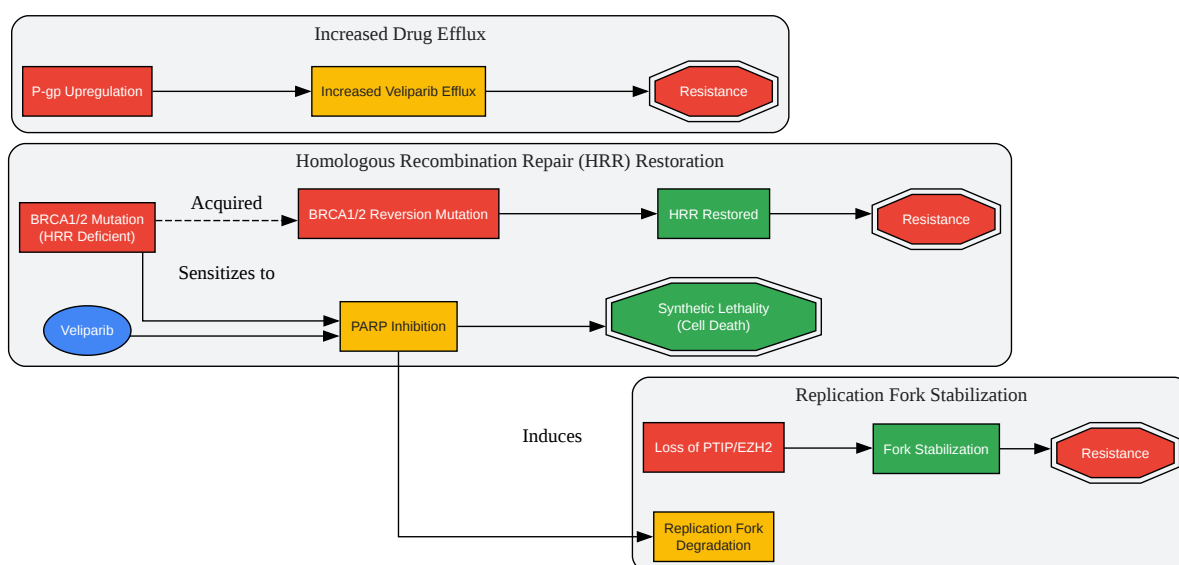 Increased Drug Efflux
P-gp Upregulation
Increased Veliparib Efflux
Resistance
Homologous Recombination Repair (HRR) Restoration
BRCA1/2 Mutation
(HRR Deficient)
Acquired
BRCA1/2 Reversion Mutation
HRR Restored
Resistance
Sensitizes to
Veliparib
PARP Inhibition
Synthetic Lethality
(Cell Death)
Replication Fork Stabilization
Induces
Loss of PTIP/EZH2
Fork Stabilization
Resistance
Replication Fork
Degradation